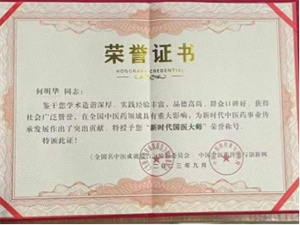 荣誉证书
HONORARY CREDENTIAL
何明华 同志:
鉴于您学术造诣深厚、实践经验丰富、品德高尚、群众口碑好、获得
社会广泛赞誉,在全国中医药领域具有重大影响,为新时代中医药事业传
承发展作出了突出贡献。特授予您“新时代国医大师”荣誉称号。
特颁此证!